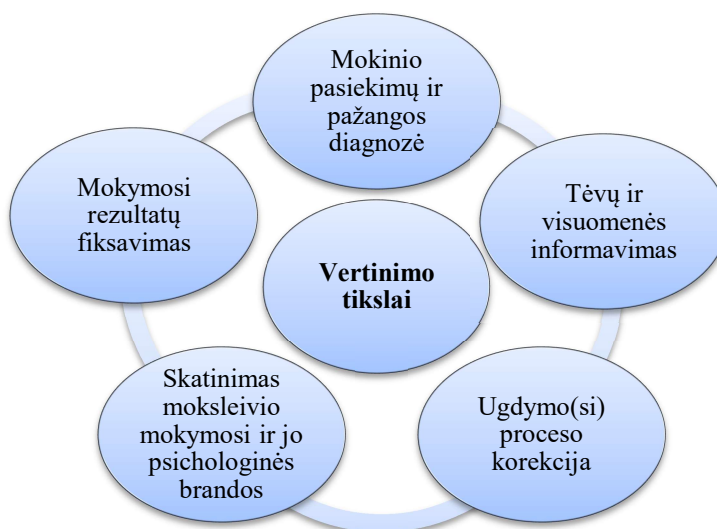 Mokinio
pasiekimų ir
pažangos
diagnozė
Tėvų ir
visuomenės
informavimas
Ugdymo(si)
proceso
korekcija
Skatinimas
moksleivio
mokymosi ir jo
psichologinės
brandos
Mokymosi
rezultatų
fiksavimas
Vertinimo
tikslai